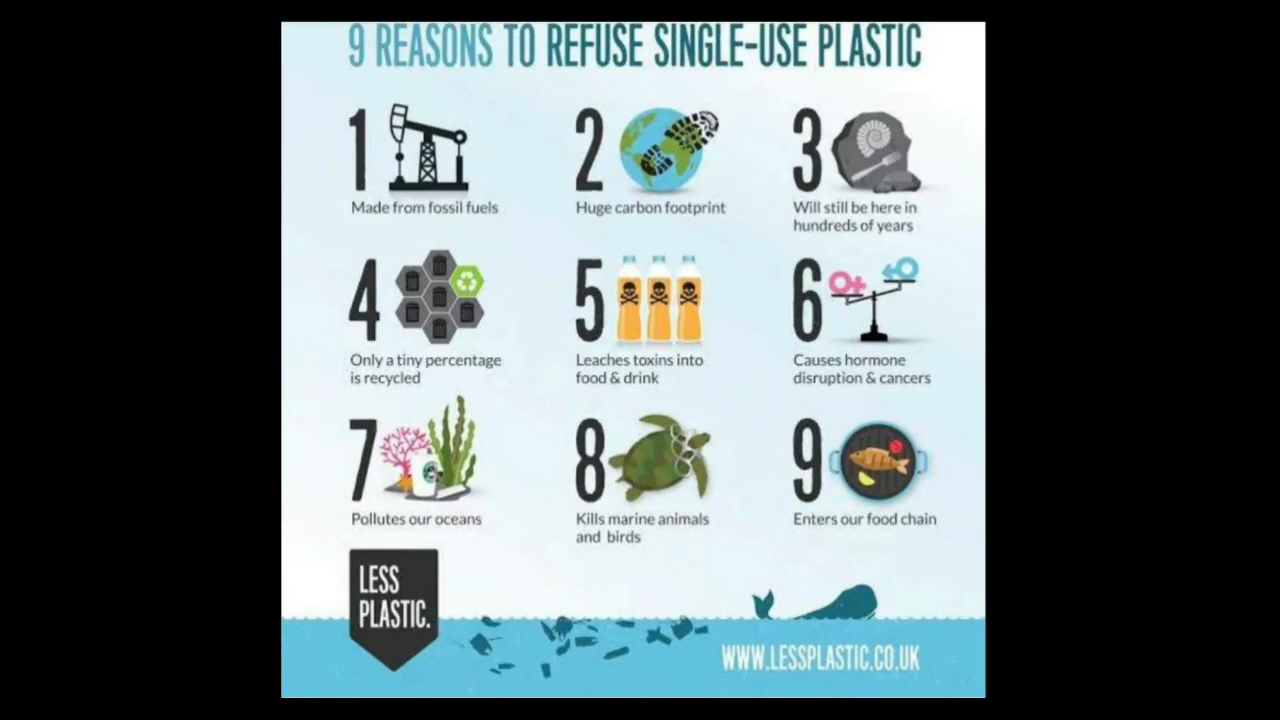 9 REASONS TO REFUSE SINGLE-USE PLASTIC
1
Made from fossil fuels
2
Huge carbon footprint
3
Will still be here in
hundreds of years
4
Only a tiny percentage
is recycled
5
Leaches toxins into
food & drink
6
Causes hormone
disruption & cancers
7
Pollutes our oceans
8
Kills marine animals
and birds
9
Enters our food chain
LESS
PLASTIC.
WWW.LESSPLASTIC.CO.UK